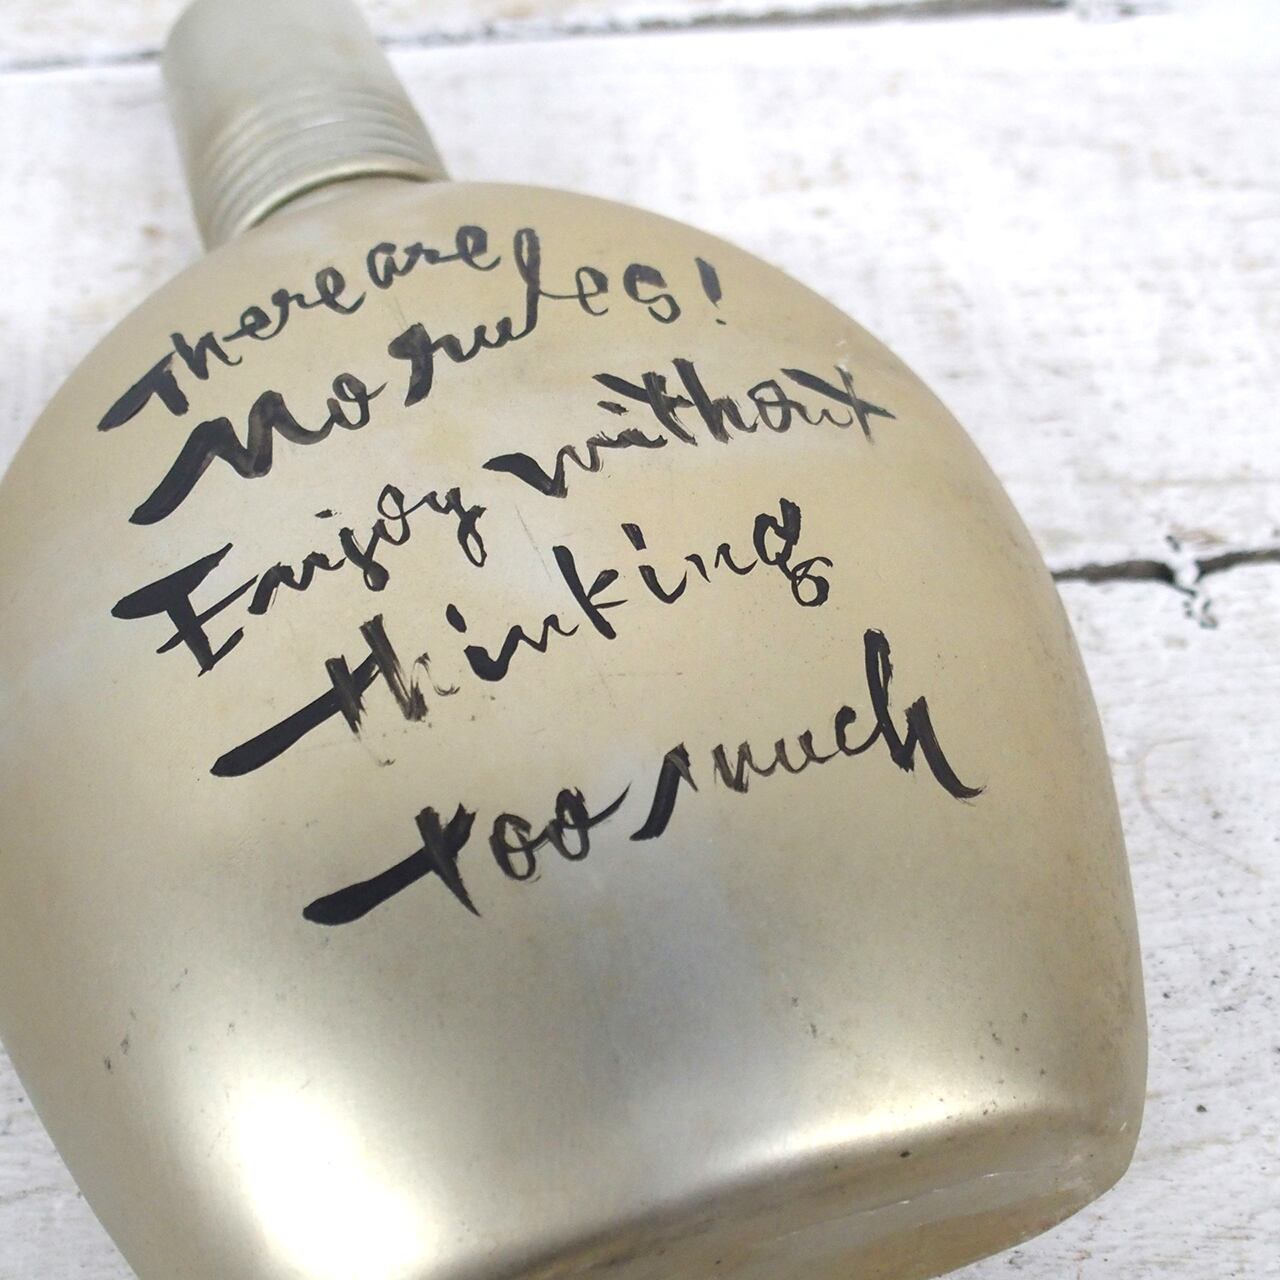 There are
No rules!
Enjoy without
thinking
too much